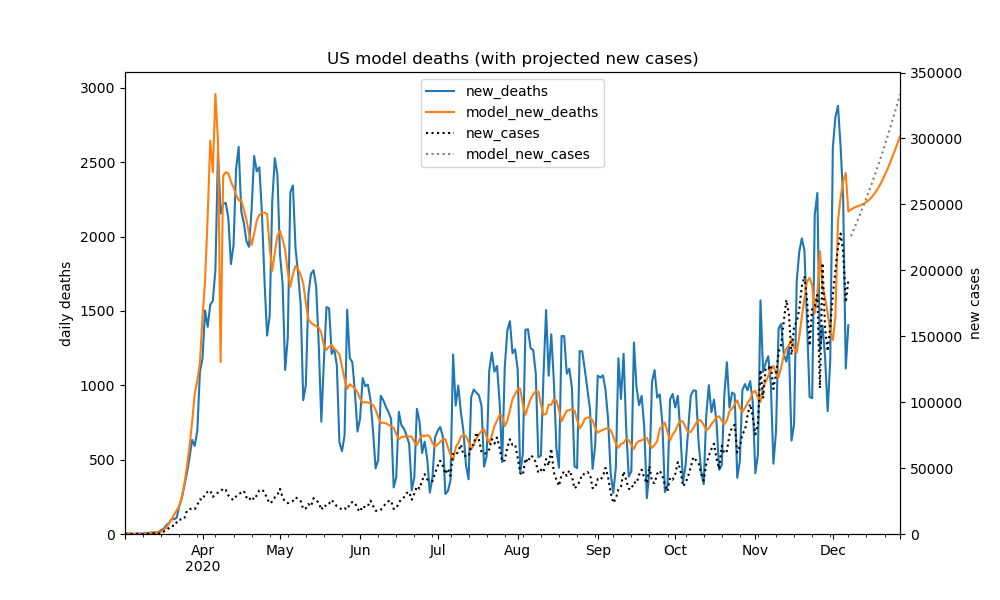 US model deaths (with projected new cases)
new_deaths
model_new_deaths
new_cases
model_new_cases
daily deaths
3000
2500
2000
1500
1000
500
0
350000
300000
250000
200000
150000
100000
50000
0
new cases
Apr May Jun Jul Aug Sep Oct Nov Dec
2020